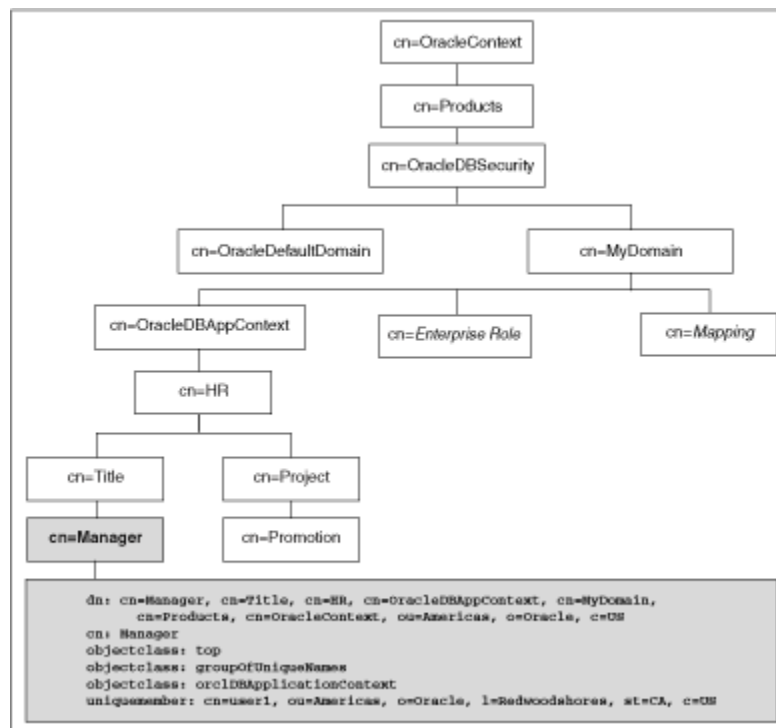 cn=OracleContext
cn=Products
cn=OracleDBSecurity
cn=OracleDefaultDomain
cn=MyDomain
cn=OracleDBAppContext
cn=Enterprise Role
cn=Mapping
cn=HR
cn=Title
cn=Project
cn=Manager
cn=Promotion
dn: cn=Manager, cn=Title, cn=HR, cn=OracleDBAppContext, cn=MyDomain,
cn=Products, cn=OracleContext, ou=Americas, o=Oracle, c=US
cn: Manager
objectclass: top
objectclass: groupOfUniqueNames
objectclass: orclDBApplicationContext
uniquemember: cn=user1, ou=Americas, o=Oracle, l=Redwoodshores, st=CA, c=US